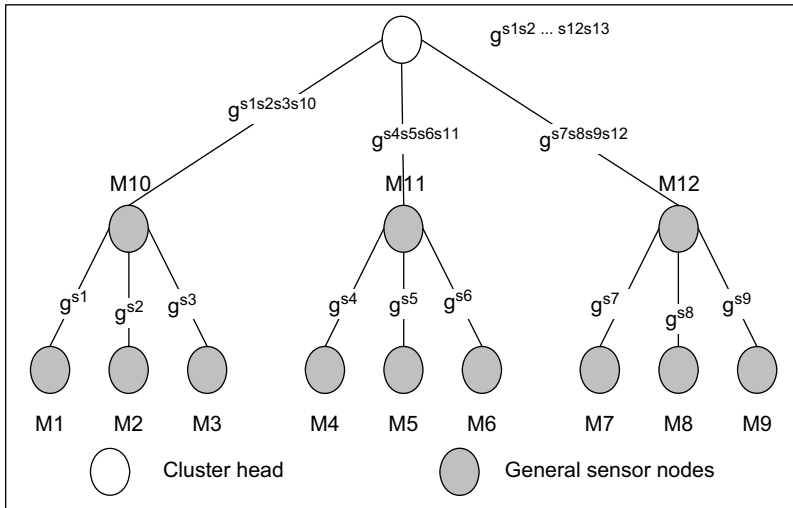 g^s1s2 ... s12s13
g^s1s2s3s10
g^s4s5s6s11
g^s7s8s9s12
M10 M11 M12
g^s1 g^s2 g^s3 g^s4 g^s5 g^s6 g^s7 g^s8 g^s9
M1 M2 M3 M4 M5 M6 M7 M8 M9
Cluster head General sensor nodes